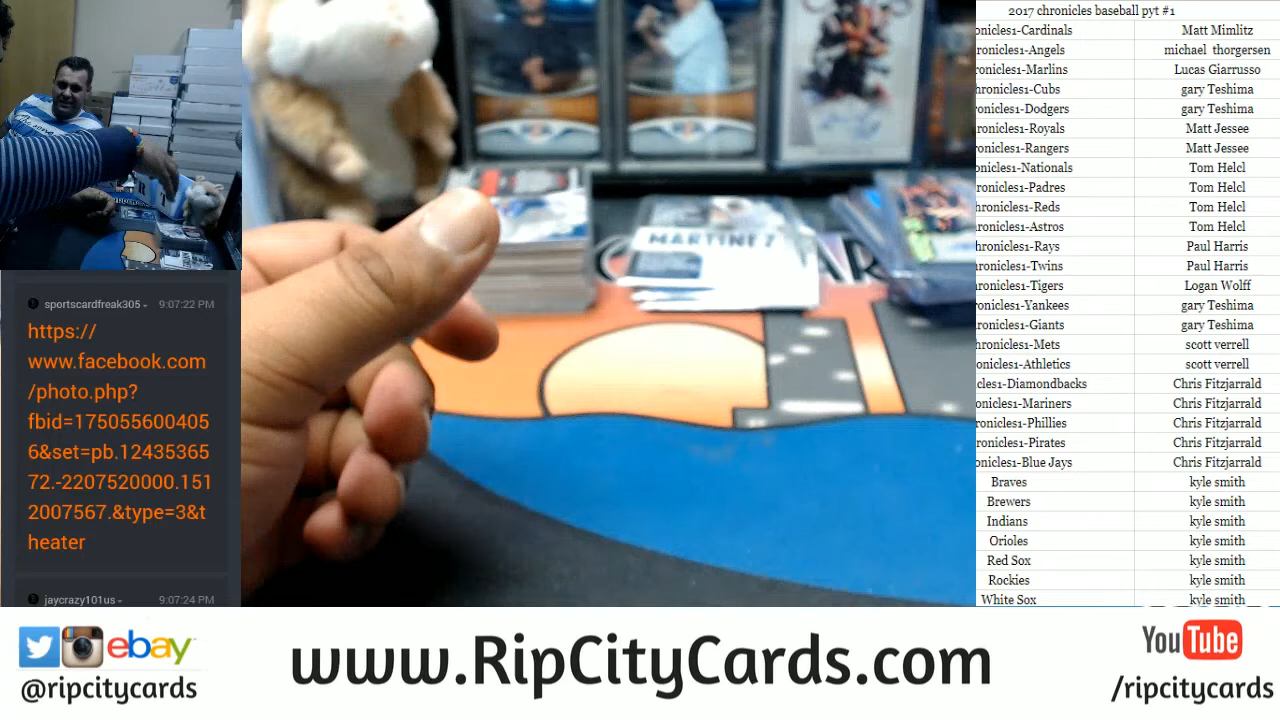 2017 chronicles baseball pyt #1
onicles1-Cardinals Matt Mimlitz
ronicles1-Angels michael thorgersen
ronicles1-Marlins Lucas Giarrusso
hronicles1-Cubs gary Teshima
ronicles1-Dodgers gary Teshima
ronicles1-Royals Matt Jessee
ronicles1-Rangers Matt Jessee
onicles1-Nationals Tom Helcl
ronicles1-Padres Tom Helcl
hronicles1-Reds Tom Helcl
ronicles1-Astros Tom Helcl
hronicles1-Rays Paul Harris
ronicles1-Twins Paul Harris
ronicles1-Tigers Logan Wolff
ronicles1-Yankees gary Teshima
ronicles1-Giants gary Teshima
hronicles1-Mets scott verrell
onicles1-Athletics scott verrell
cles1-Diamondbacks Chris Fitzjarrald
onicles1-Mariners Chris Fitzjarrald
ronicles1-Phillies Chris Fitzjarrald
ronicles1-Pirates Chris Fitzjarrald
onicles1-Blue Jays Chris Fitzjarrald
Braves kyle smith
Brewers kyle smith
Indians kyle smith
Orioles kyle smith
Red Sox kyle smith
Rockies kyle smith
White Sox kyle smith
MARTINEZ
sportscardfreak305 9:07:22 PM
https://
www.facebook.com
/photo.php?
fbid=175055600405
6&set=pb.12435365
72.-2207520000.151
2007567.&type=3&t
heater
jaycrazy101us 9:07:24 PM
ebay
@ripcitycards
www.RipCityCards.com
YouTube
/ripcitycards